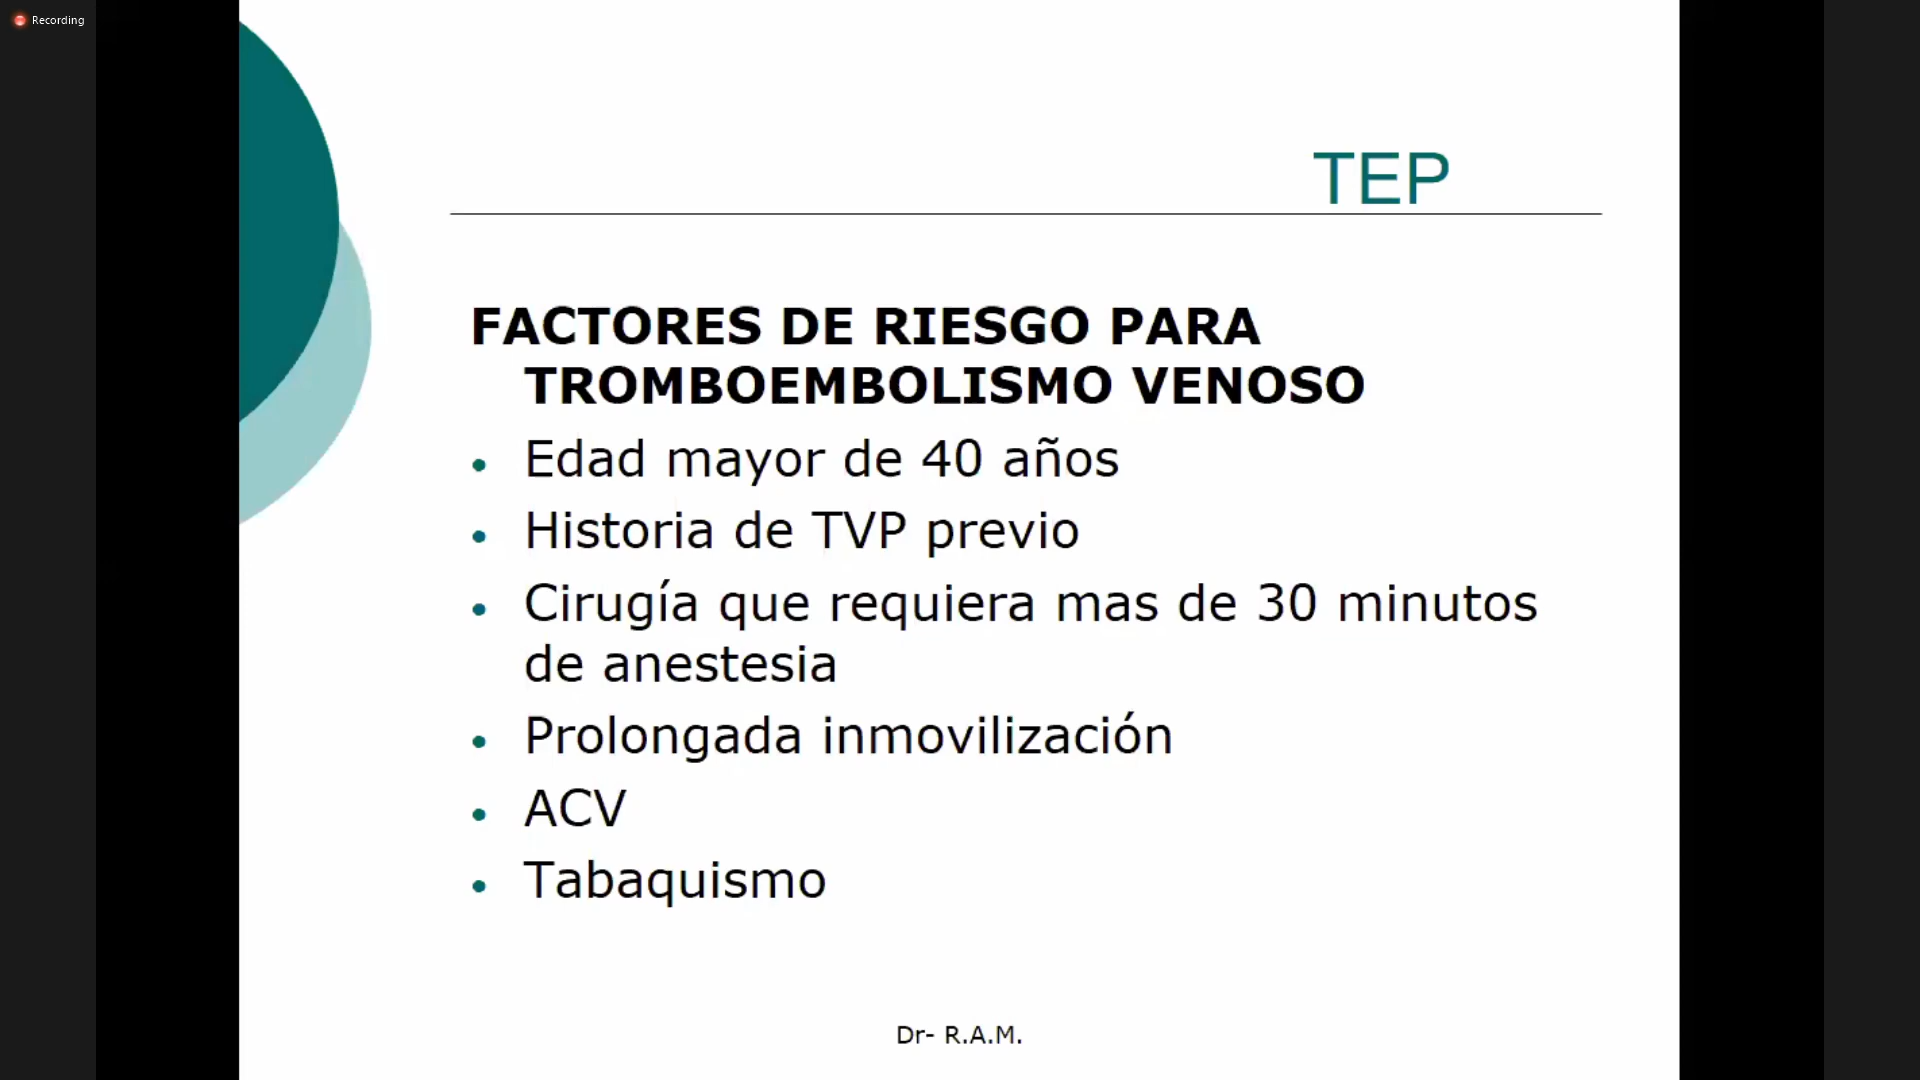 Recording
TEP
FACTORES DE RIESGO PARA
TROMBOEMBOLISMO VENOSO
• Edad mayor de 40 años
• Historia de TVP previo
• Cirugía que requiera mas de 30 minutos
de anestesia
• Prolongada inmovilización
• ACV
• Tabaquismo
Dr- R.A.M.